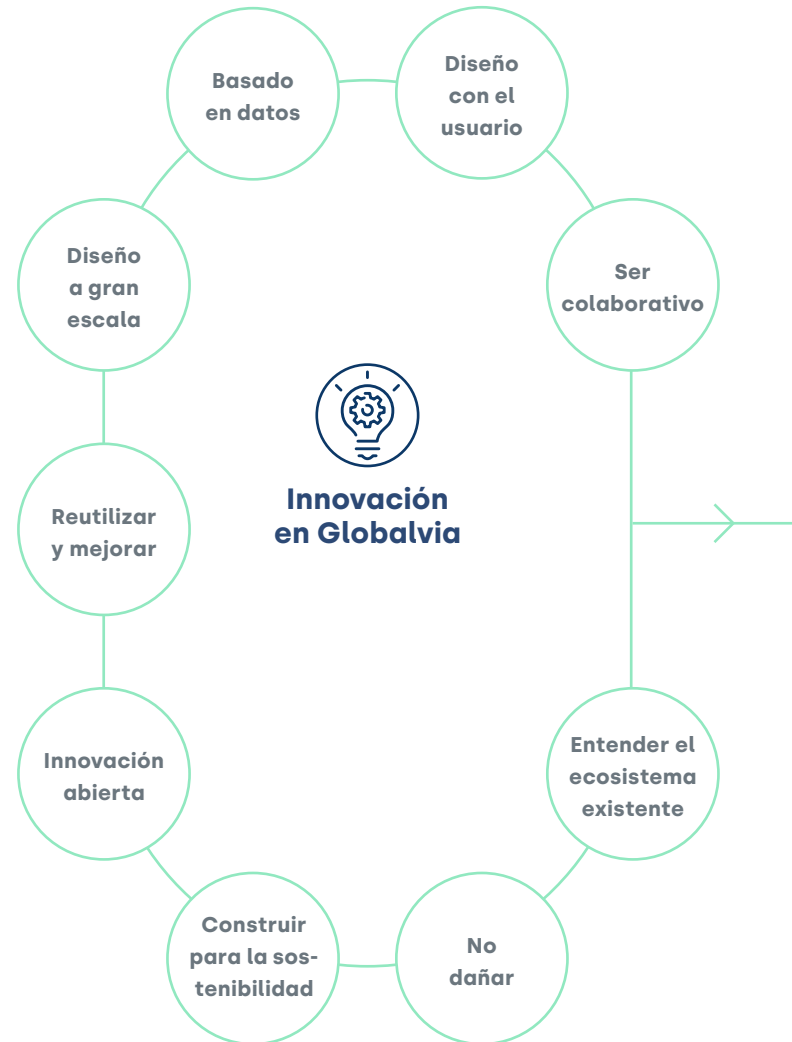 Basado
en datos
Diseño
con el
usuario
Diseño
a gran
escala
Ser
colaborativo
Innovación
en Globalvia
Reutilizar
y mejorar
Innovación
abierta
Entender el
ecosistema
existente
Construir
para la sos-
tenibilidad
No
dañar